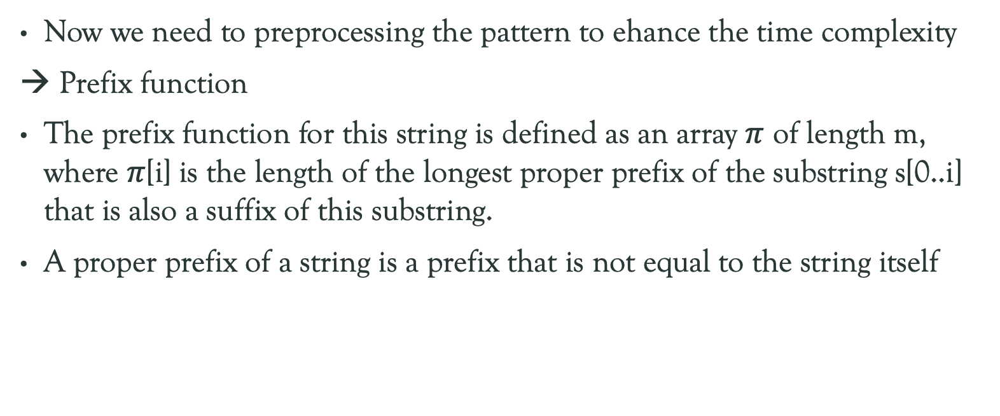 • Now we need to preprocessing the pattern to ehance the time complexity
→ Prefix function
• The prefix function for this string is defined as an array π of length m,
where π[i] is the length of the longest proper prefix of the substring s[0..i]
that is also a suffix of this substring.
• A proper prefix of a string is a prefix that is not equal to the string itself